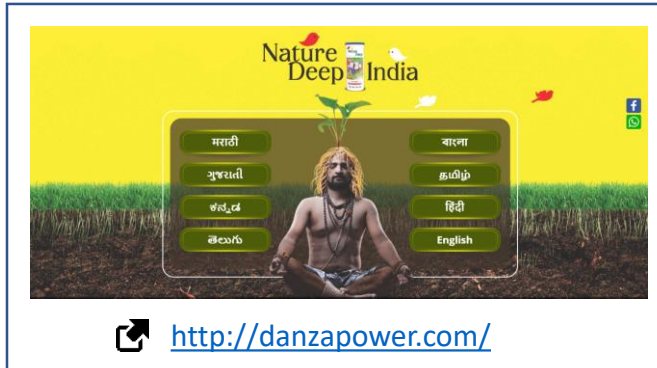 Nature
Deep India
मराठी
বাংলা
ગુજરાતી
தமிழ்
ಕನ್ನಡ
हिंदी
తెలుగు
English
http://danzapower.com/